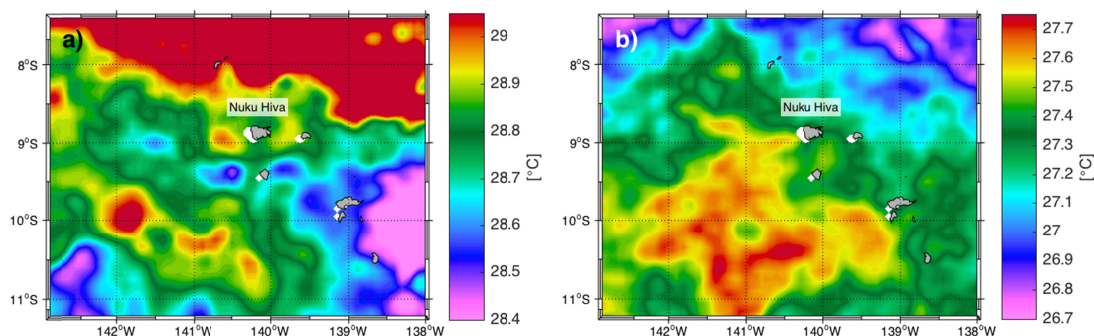 a)
Nuku Hiva
8°S
9°S
10°S
11°S
142°W
141°W
140°W
139°W
138°W
29
28.9
28.8
28.7
28.6
28.5
28.4
[°C]
b)
Nuku Hiva
8°S
9°S
10°S
11°S
142°W
141°W
140°W
139°W
138°W
27.7
27.6
27.5
27.4
27.3
27.2
27.1
27
26.9
26.8
26.7
[°C]